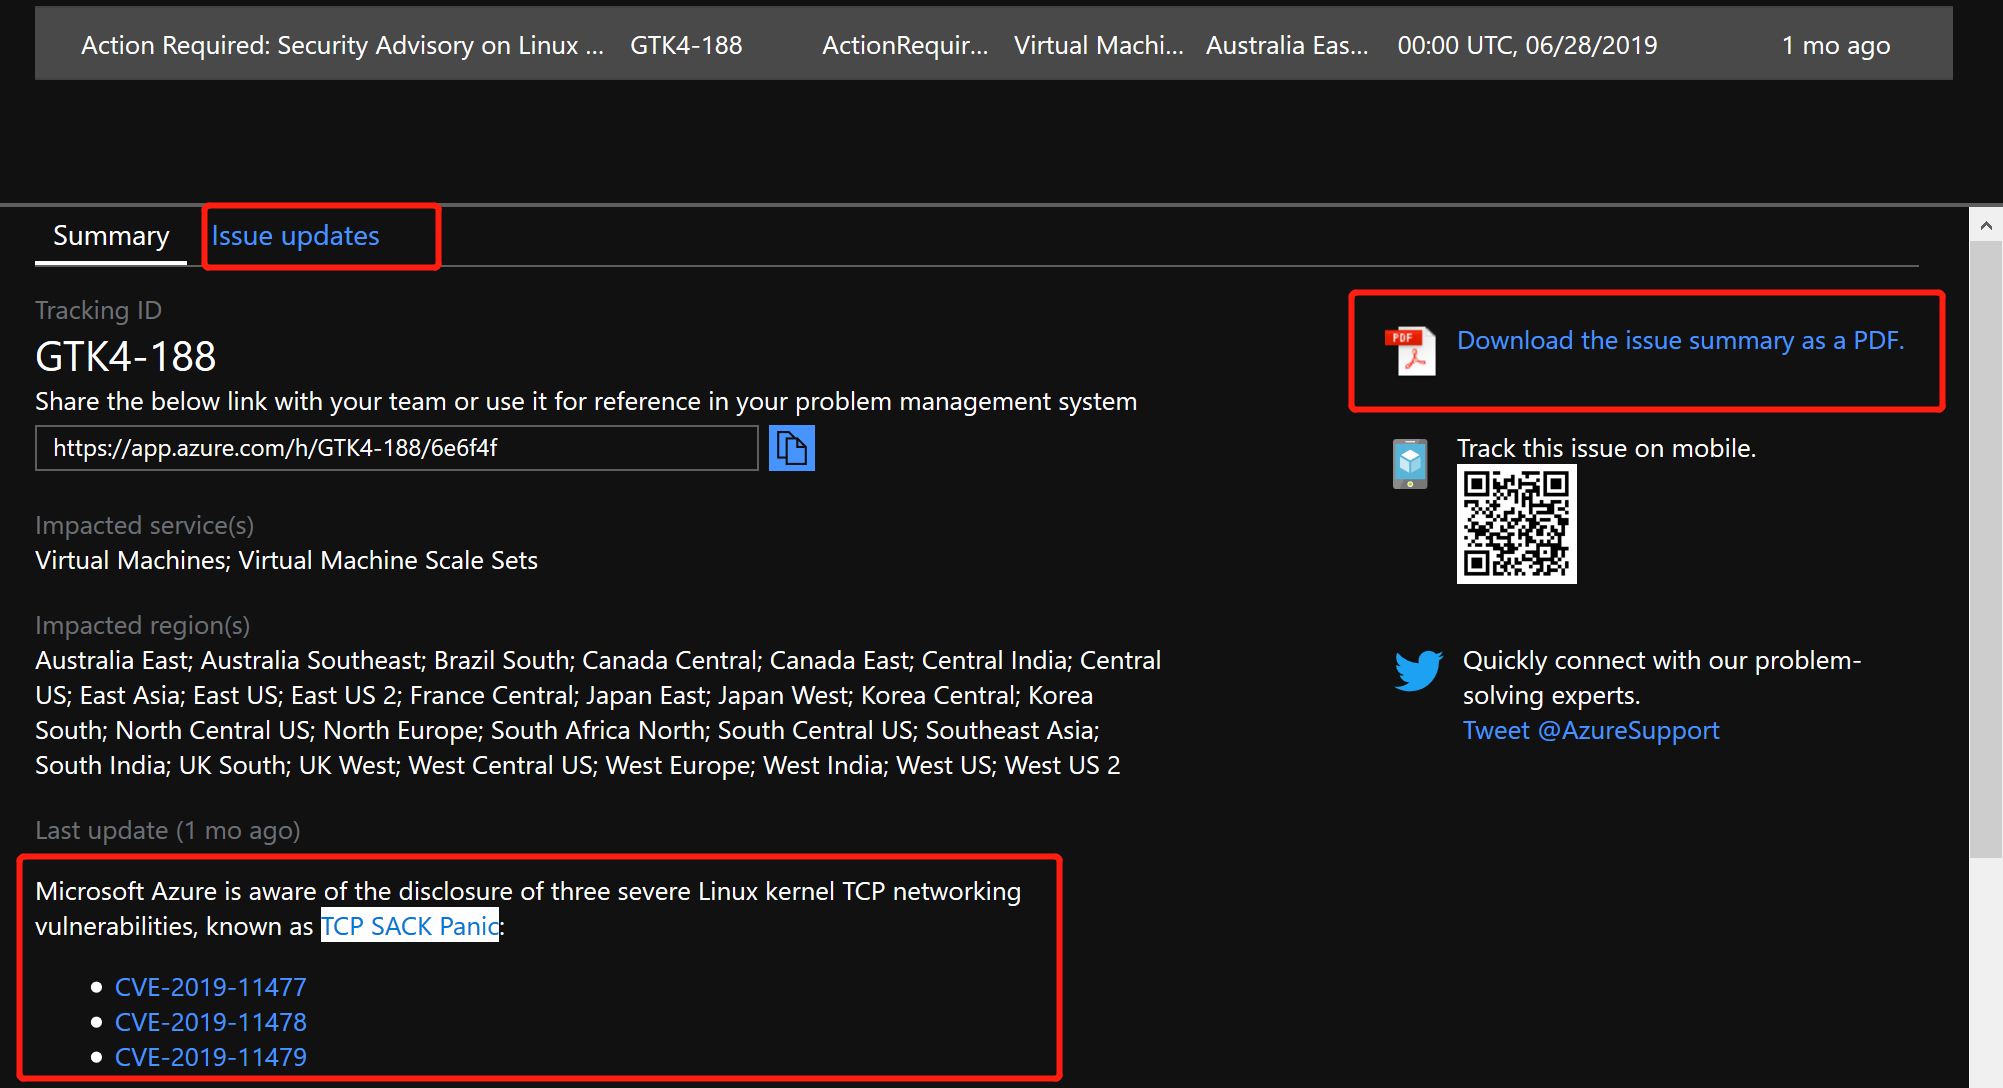 Action Required: Security Advisory on Linux ... GTK4-188 ActionRequir... Virtual Machi... Australia Eas... 00:00 UTC, 06/28/2019 1 mo ago
Summary Issue updates
Tracking ID
GTK4-188
Share the below link with your team or use it for reference in your problem management system
https://app.azure.com/h/GTK4-188/6e6f4f
Impacted service(s)
Virtual Machines; Virtual Machine Scale Sets
Impacted region(s)
Australia East; Australia Southeast; Brazil South; Canada Central; Canada East; Central India; Central
US; East Asia; East US; East US 2; France Central; Japan East; Japan West; Korea Central; Korea
South; North Central US; North Europe; South Africa North; South Central US; Southeast Asia;
South India; UK South; UK West; West Central US; West Europe; West India; West US; West US 2
Last update (1 mo ago)
Microsoft Azure is aware of the disclosure of three severe Linux kernel TCP networking
vulnerabilities, known as TCP SACK Panic:
CVE-2019-11477
CVE-2019-11478
CVE-2019-11479
PDF
Download the issue summary as a PDF.
Track this issue on mobile.
Quickly connect with our problem-
solving experts.
Tweet @AzureSupport